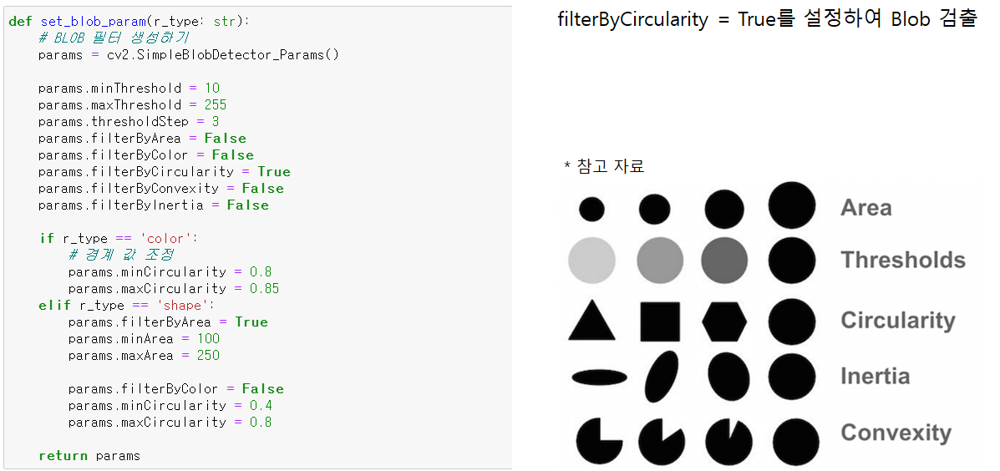 def set_blob_param(r_type: str):
# BLOB 필터 생성하기
params = cv2.SimpleBlobDetector_Params()
params.minThreshold = 10
params.maxThreshold = 255
params.thresholdStep = 3
params.filterByArea = False
params.filterByColor = False
params.filterByCircularity = True
params.filterByConvexity = False
params.filterByInertia = False
if r_type == 'color':
# 경계 값 조정
params.minCircularity = 0.8
params.maxCircularity = 0.85
elif r_type == 'shape':
params.filterByArea = True
params.minArea = 100
params.maxArea = 250
params.filterByColor = False
params.minCircularity = 0.4
params.maxCircularity = 0.8
return params
filterByCircularity = True를 설정하여 Blob 검출
* 참고 자료
Area
Thresholds
Circularity
Inertia
Convexity